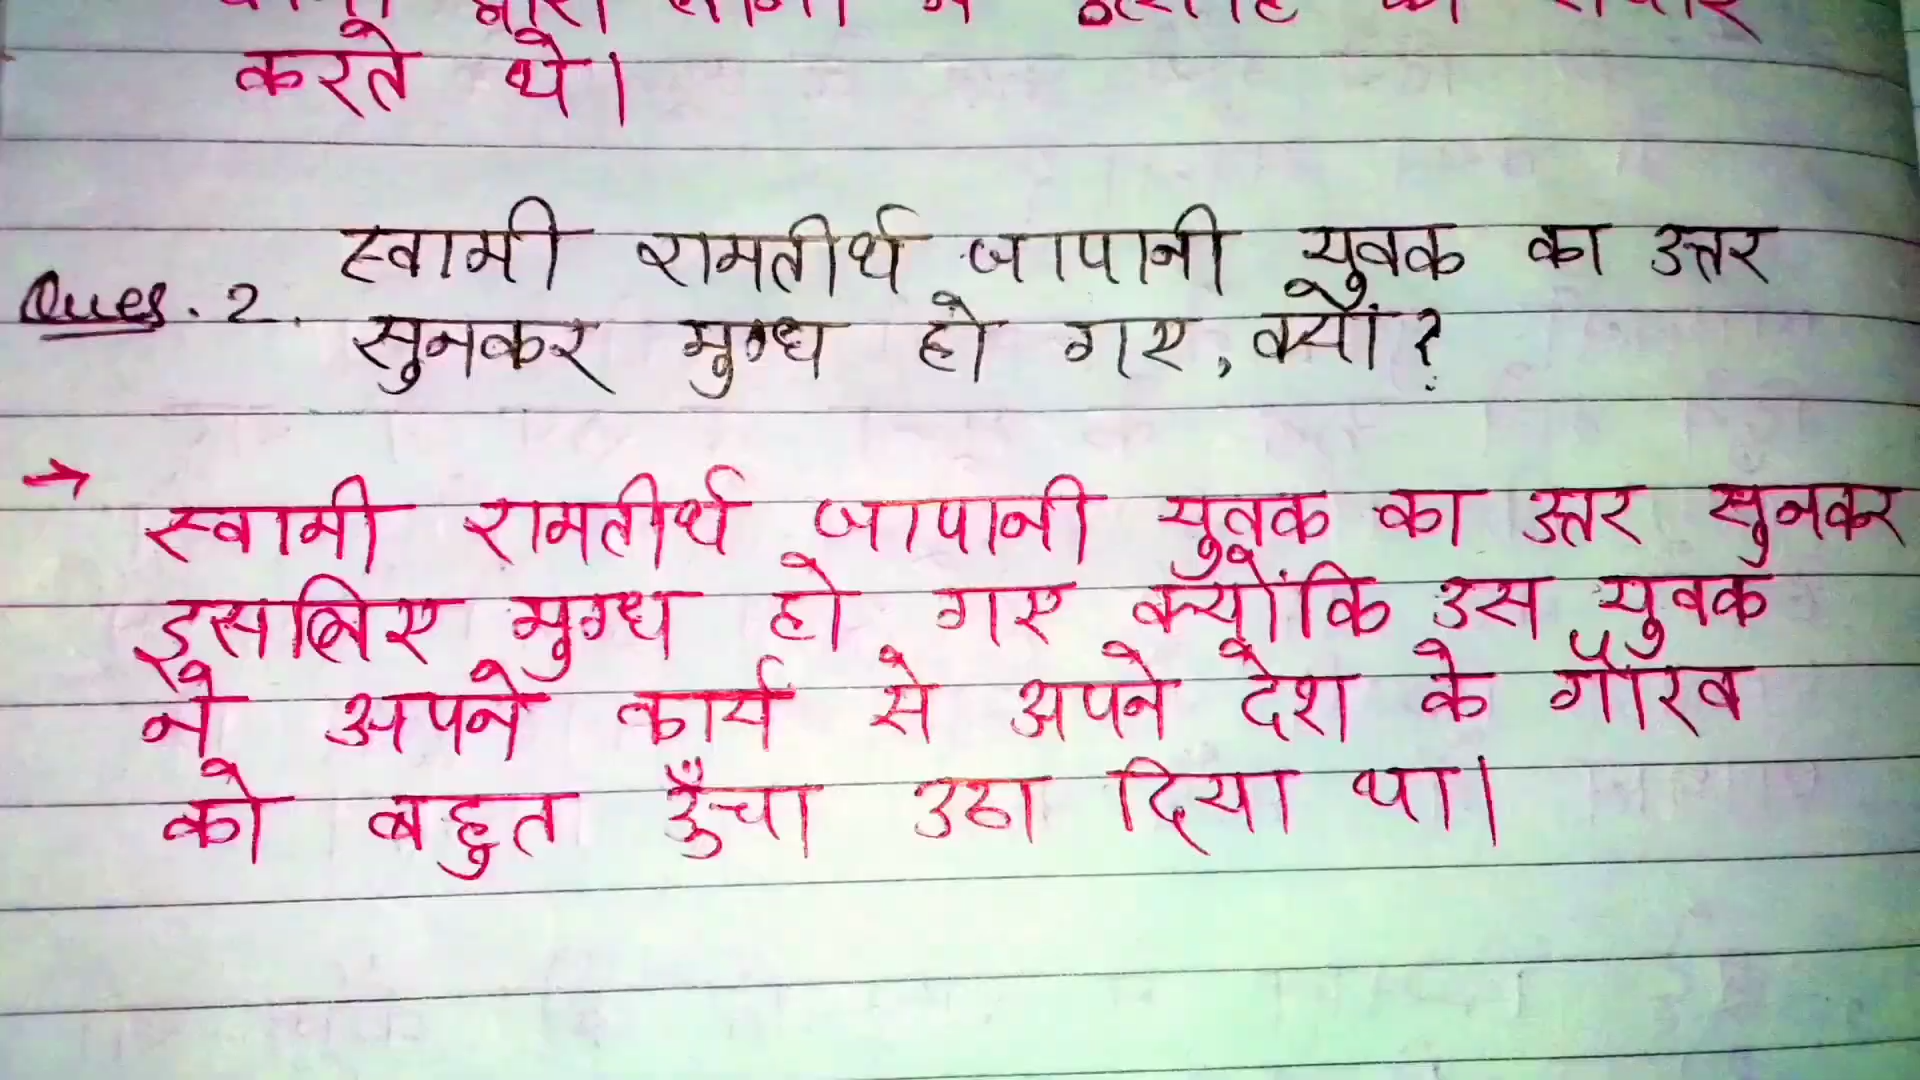 करते थे।
स्वामी रामतीर्थ जापानी युवक का उत्तर
Ques. 2. सुनकर मुग्ध हो गए, क्यों?
→ स्वामी रामतीर्थ जापानी युवक का उत्तर सुनकर
इसलिए मुग्ध हो गए क्योंकि उस युवक
ने अपने कार्य से अपने देश के गौरव
को बहुत ऊँचा उठा दिया था।